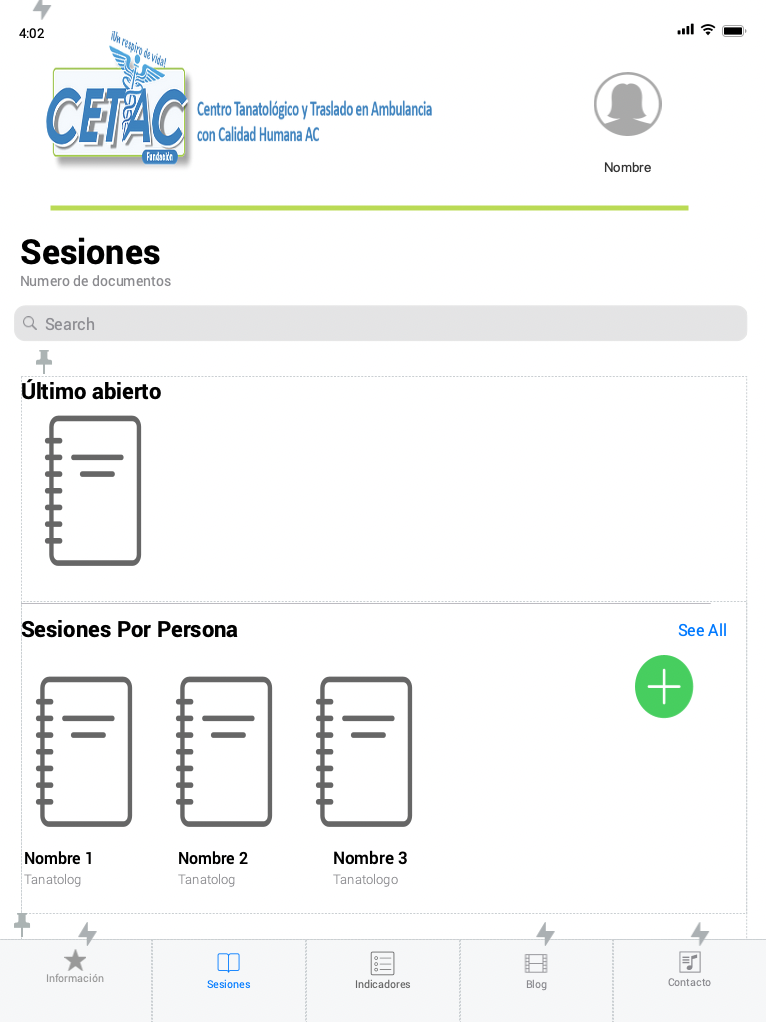 4:02
¡Un respiro de vida!
CETAC
Fundación
Centro Tanatológico y Traslado en Ambulancia
con Calidad Humana AC
Nombre
Sesiones
Numero de documentos
Search
Último abierto
Sesiones Por Persona
See All
Nombre 1
Nombre 2
Nombre 3
Tanatolog
Tanatolog
Tanatologo
Información
Sesiones
Indicadores
Blog
Contacto